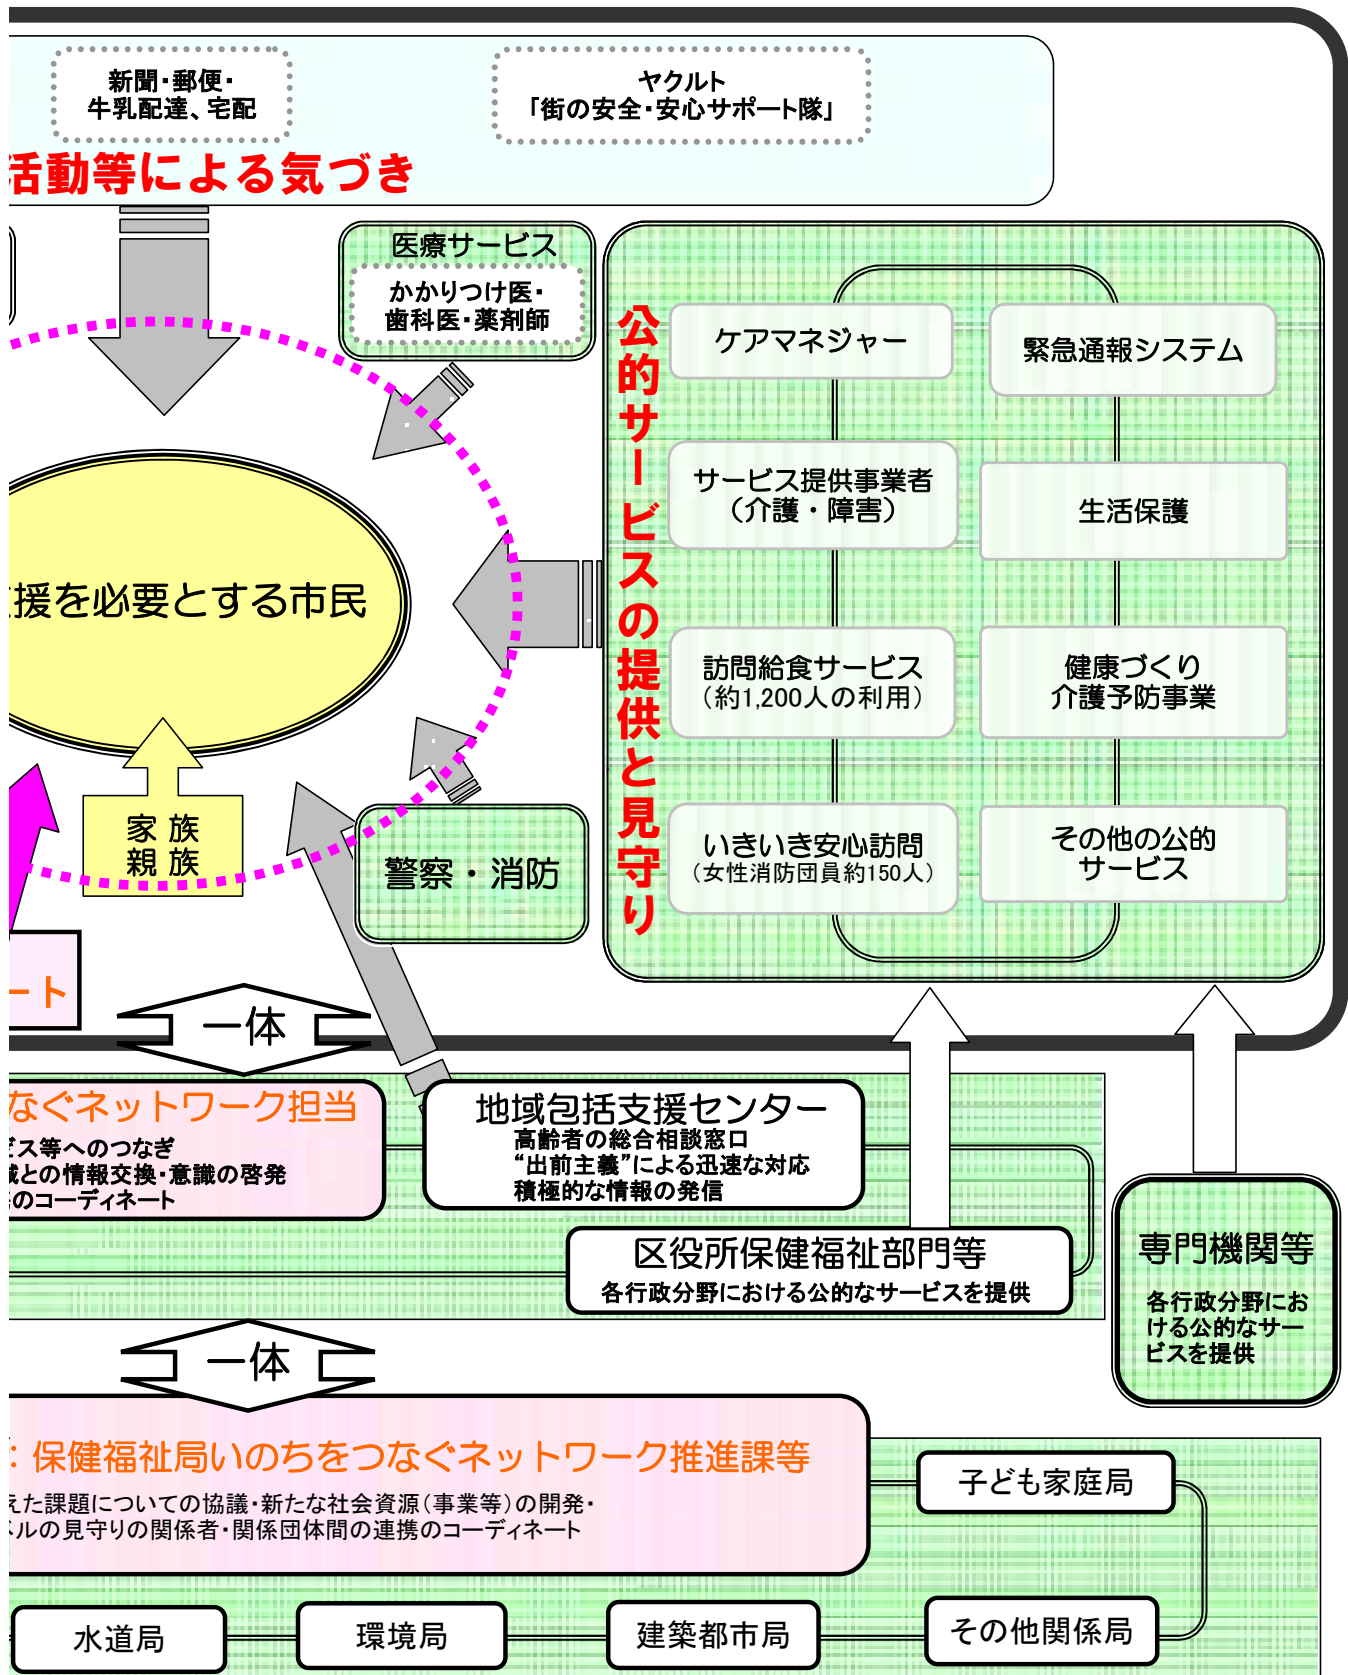 新聞・郵便・
牛乳配達、宅配
ヤクルト
「街の安全・安心サポート隊」
活動等による気づき
医療サービス
かかりつけ医・
歯科医・薬剤師
公的サービスの提供と見守り
ケアマネジャー
緊急通報システム
サービス提供事業者
（介護・障害）
生活保護
訪問給食サービス
（約1,200人の利用）
健康づくり
介護予防事業
いきいき安心訪問
（女性消防団員約150人）
その他の公的
サービス
援を必要とする市民
家 族
親 族
警察・消防
ート
一体
なぐネットワーク担当
ビス等へのつなぎ
域との情報交換・意識の啓発
のコーディネート
地域包括支援センター
高齢者の総合相談窓口
“出前主義”による迅速な対応
積極的な情報の発信
区役所保健福祉部門等
各行政分野における公的なサービスを提供
専門機関等
各行政分野にお
ける公的なサー
ビスを提供
一体
：保健福祉局いのちをつなぐネットワーク推進課等
えた課題についての協議・新たな社会資源（事業等）の開発・
ベルの見守りの関係者・関係団体間の連携のコーディネート
子ども家庭局
水道局
環境局
建築都市局
その他関係局